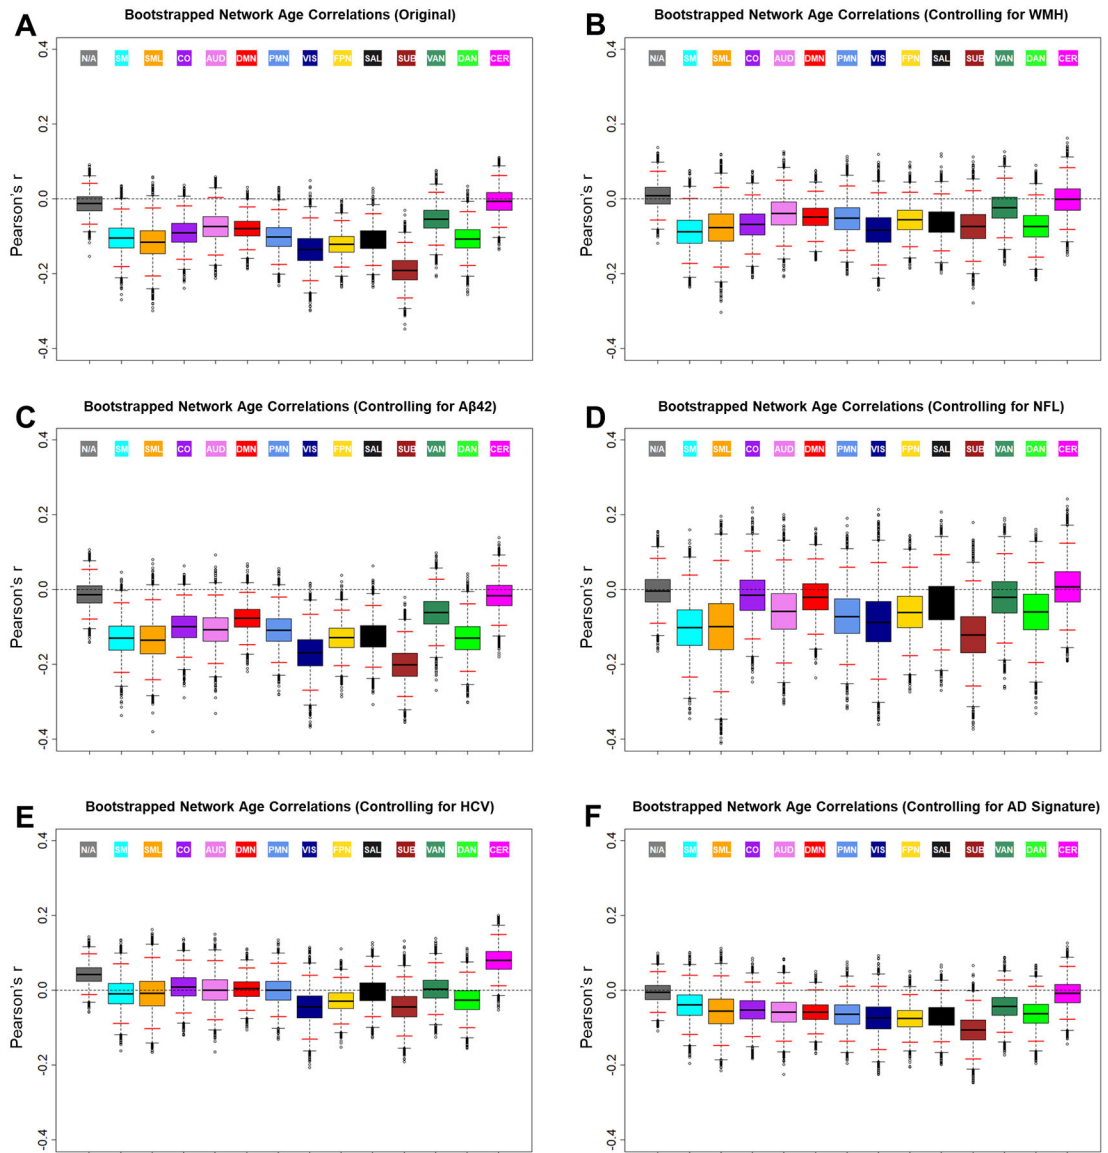 A
Bootstrapped Network Age Correlations (Original)
Pearson's r
0.4
0.2
0.0
-0.2
-0.4
N/A SM SML CO AUD DMN PMN VIS FPN SAL SUB VAN DAN CER
B
Bootstrapped Network Age Correlations (Controlling for WMH)
Pearson's r
0.4
0.2
0.0
-0.2
-0.4
N/A SM SML CO AUD DMN PMN VIS FPN SAL SUB VAN DAN CER
C
Bootstrapped Network Age Correlations (Controlling for Aβ42)
Pearson's r
0.4
0.2
0.0
-0.2
-0.4
N/A SM SML CO AUD DMN PMN VIS FPN SAL SUB VAN DAN CER
D
Bootstrapped Network Age Correlations (Controlling for NFL)
Pearson's r
0.4
0.2
0.0
-0.2
-0.4
N/A SM SML CO AUD DMN PMN VIS FPN SAL SUB VAN DAN CER
E
Bootstrapped Network Age Correlations (Controlling for HCV)
Pearson's r
0.4
0.2
0.0
-0.2
-0.4
N/A SM SML CO AUD DMN PMN VIS FPN SAL SUB VAN DAN CER
F
Bootstrapped Network Age Correlations (Controlling for AD Signature)
Pearson's r
0.4
0.2
0.0
-0.2
-0.4
N/A SM SML CO AUD DMN PMN VIS FPN SAL SUB VAN DAN CER